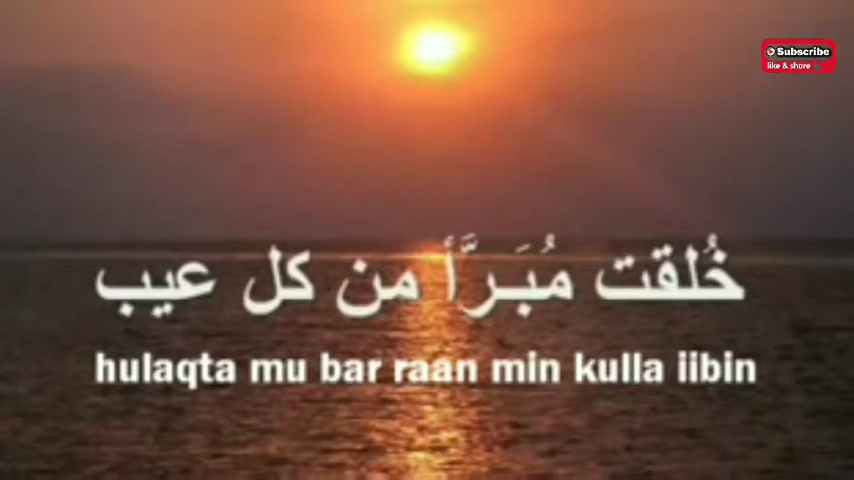 Subscribe
like & share
خُلقت مُبَرَّأ من كل عيب
hulaqta mu bar raan min kulla iibin